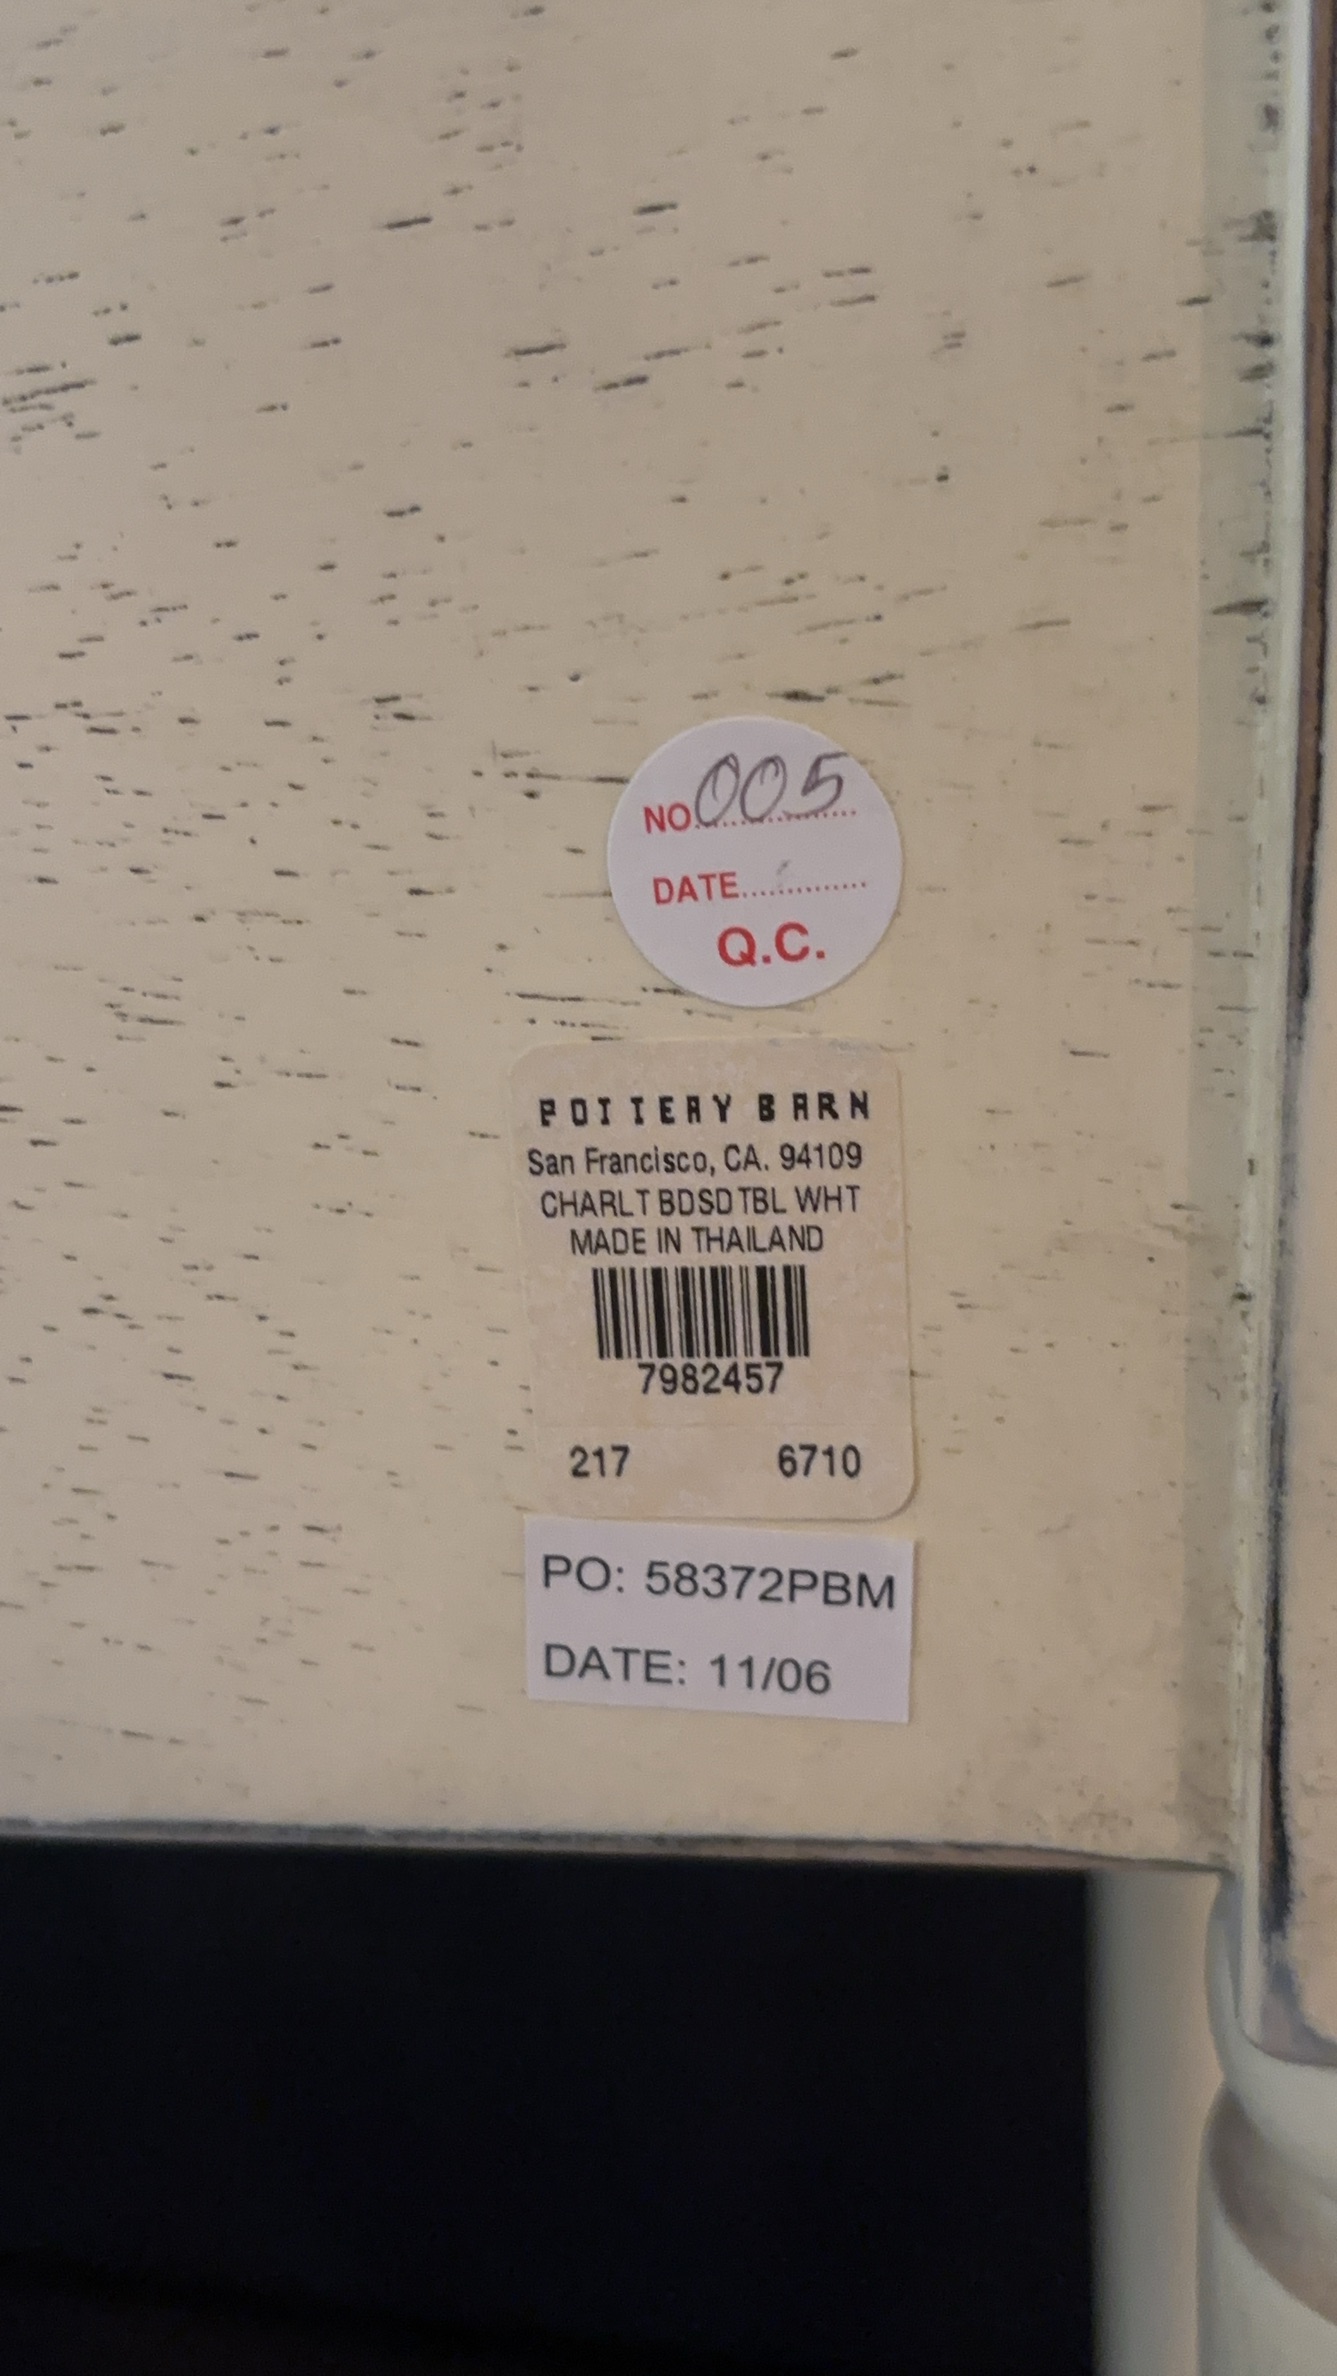 NO.005
DATE..............
Q.C.
POTTERY BARN
San Francisco, CA. 94109
CHARLT BDSD TBL WHT
MADE IN THAILAND
7982457
217 6710
PO: 58372PBM
DATE: 11/06